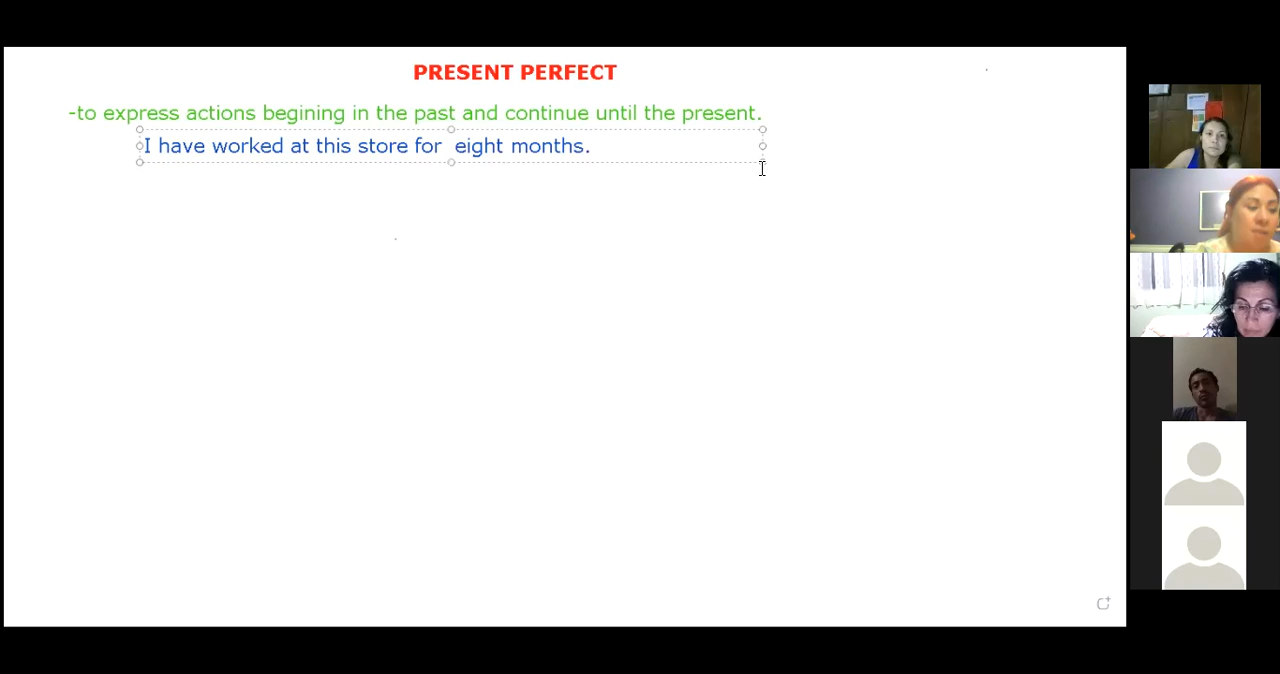 PRESENT PERFECT
-to express actions begining in the past and continue until the present.
I have worked at this store for  eight months.